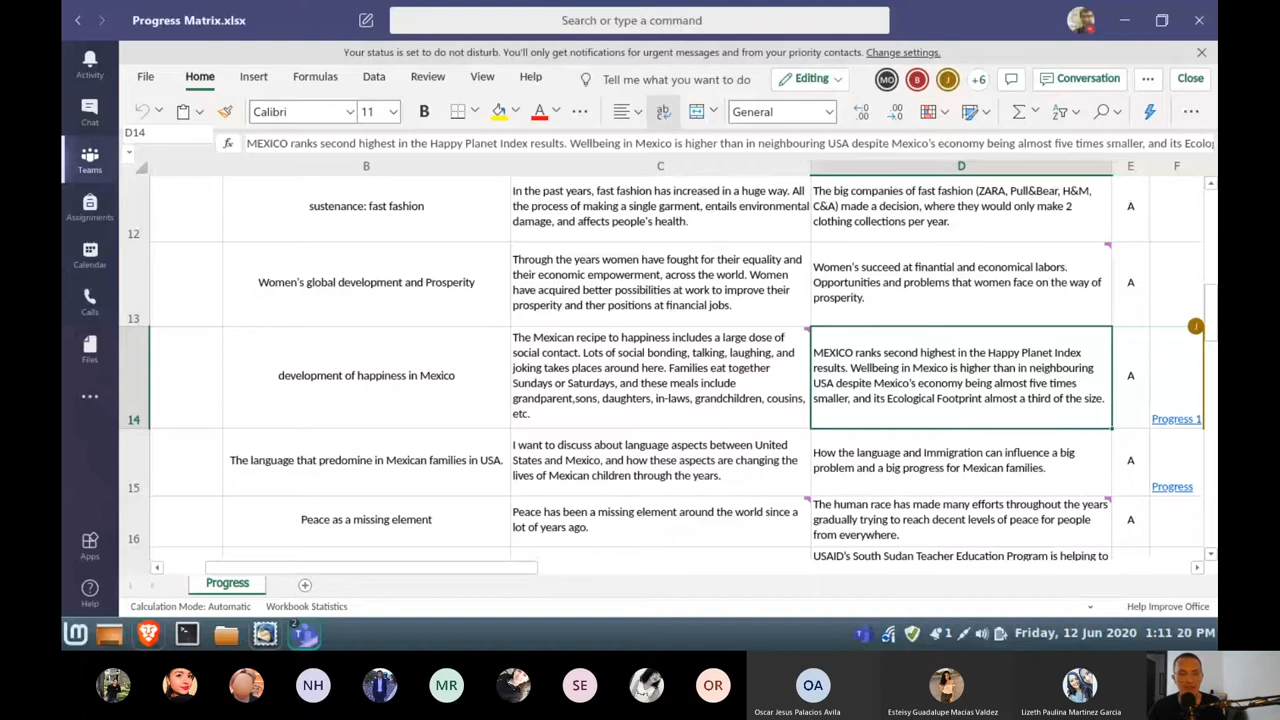 Progress Matrix.xlsx
Search or type a command
Your status is set to do not disturb. You'll only get notifications for urgent messages and from your priority contacts. Change settings.
File Home Insert Formulas Data Review View Help Tell me what you want to do Editing MO B J +6 Conversation Close
Calibri 11 B A General
D14 fx MEXICO ranks second highest in the Happy Planet Index results. Wellbeing in Mexico is higher than in neighbouring USA despite Mexico's economy being almost five times smaller, and its Ecolog
B C D E F
Activity
Chat
Teams
Assignments
Calendar
Calls
Files
Apps
Help
12
sustenance: fast fashion
In the past years, fast fashion has increased in a huge way. All
the process of making a single garment, entails environmental
damage, and affects people's health.
The big companies of fast fashion (ZARA, Pull&Bear, H&M,
C&A) made a decision, where they would only make 2
clothing collections per year.
A
13
Women's global development and Prosperity
Through the years women have fought for their equality and
their economic empowerment, across the world. Women
have acquired better possibilities at work to improve their
prosperity and ther positions at financial jobs.
Women's succeed at finantial and economical labors.
Opportunities and problems that women face on the way of
prosperity.
A
J
14
development of happiness in Mexico
The Mexican recipe to happiness includes a large dose of
social contact. Lots of social bonding, talking, laughing, and
joking takes places around here. Families eat together
Sundays or Saturdays, and these meals include
grandparent,sons, daughters, in-laws, grandchildren, cousins,
etc.
MEXICO ranks second highest in the Happy Planet Index
results. Wellbeing in Mexico is higher than in neighbouring
USA despite Mexico's economy being almost five times
smaller, and its Ecological Footprint almost a third of the size.
A
Progress 1
15
The language that predomine in Mexican families in USA.
I want to discuss about language aspects between United
States and Mexico, and how these aspects are changing the
lives of Mexican children through the years.
How the language and Immigration can influence a big
problem and a big progress for Mexican families.
A
Progress
16
Peace as a missing element
Peace has been a missing element around the world since a
lot of years ago.
The human race has made many efforts throughout the years
gradually trying to reach decent levels of peace for people
from everywhere.
A
USAID's South Sudan Teacher Education Program is helping to
Progress
Calculation Mode: Automatic Workbook Statistics Help Improve Office
2
1 Friday, 12 Jun 2020 1:11 20 PM
NH MR SE OR OA
Oscar Jesus Palacios Avila Esteisy Guadalupe Macias Valdez Lizeth Paulina Martinez Garcia